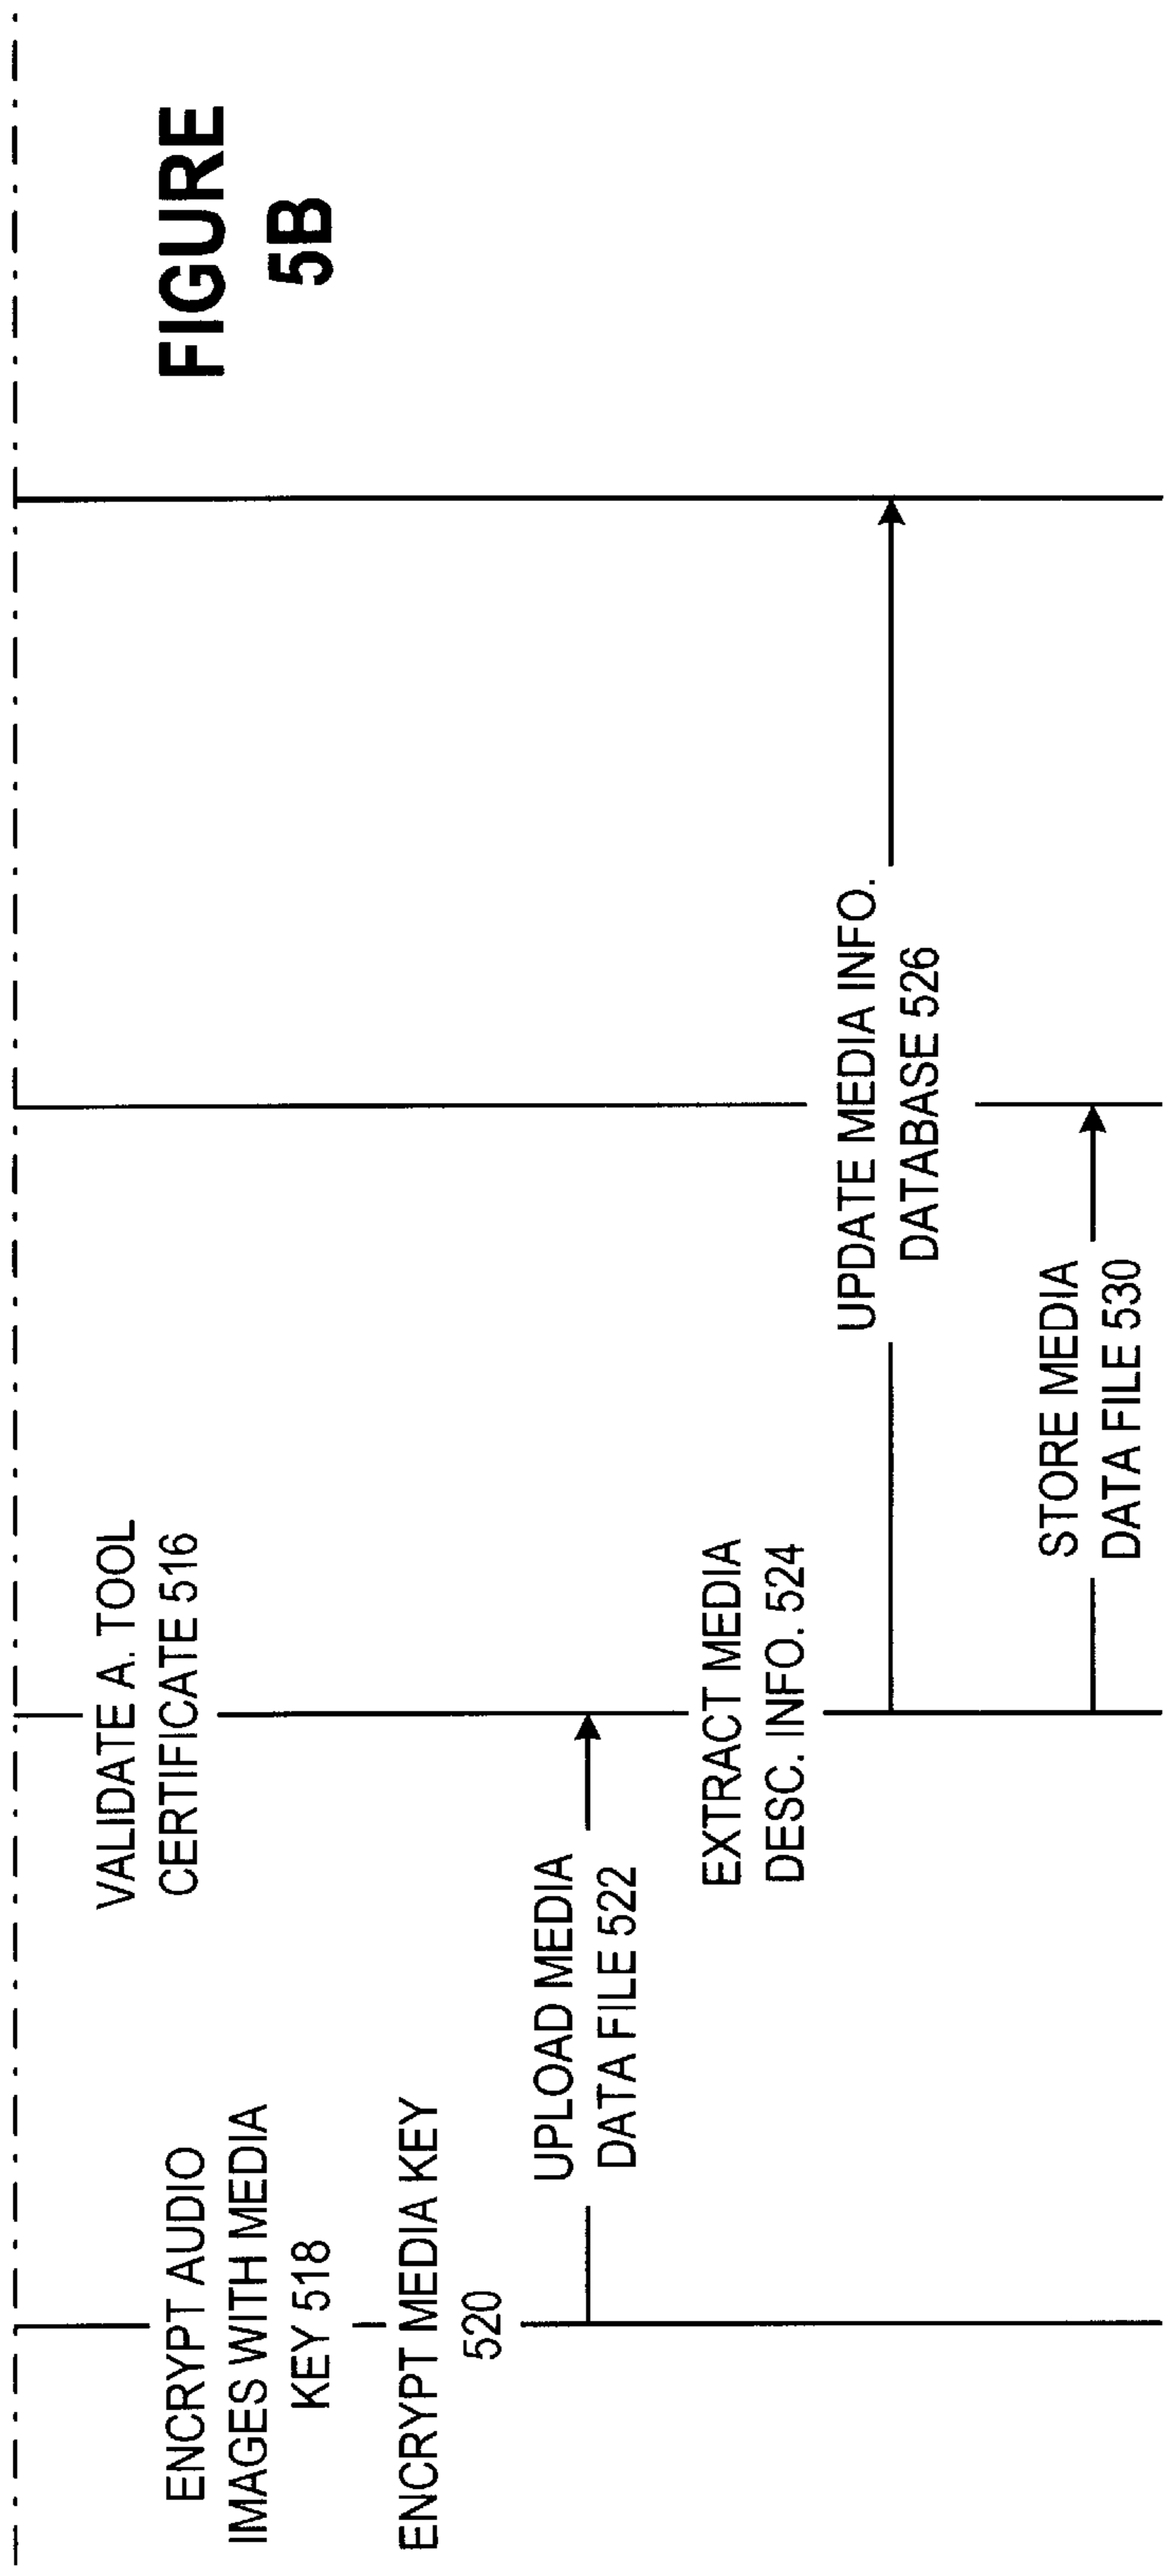 VALIDATE A. TOOL
CERTIFICATE 516
ENCRYPT AUDIO
IMAGES WITH MEDIA
KEY 518
ENCRYPT MEDIA KEY
520
UPLOAD MEDIA
DATA FILE 522
EXTRACT MEDIA
DESC. INFO. 524
UPDATE MEDIA INFO.
DATABASE 526
STORE MEDIA
DATA FILE 530
FIGURE
5B